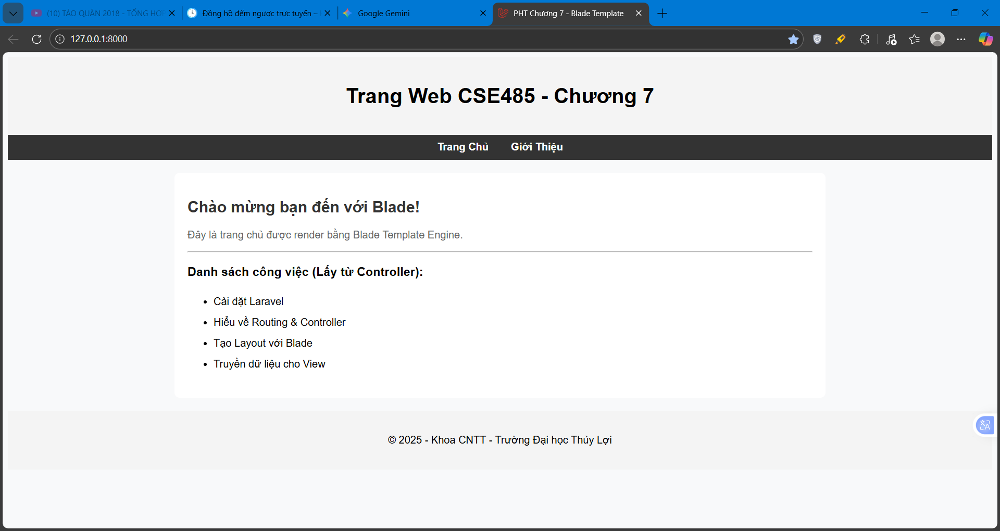 (10) TÁO QUÂN 2018 - TỔNG HỢP
Đồng hồ đếm ngược trực tuyến –
Google Gemini
PHT Chương 7 - Blade Template
127.0.0.1:8000
Trang Web CSE485 - Chương 7
Trang Chủ Giới Thiệu
Chào mừng bạn đến với Blade!
Đây là trang chủ được render bằng Blade Template Engine.
Danh sách công việc (Lấy từ Controller):
• Cài đặt Laravel
• Hiểu về Routing & Controller
• Tạo Layout với Blade
• Truyền dữ liệu cho View
© 2025 - Khoa CNTT - Trường Đại học Thủy Lợi